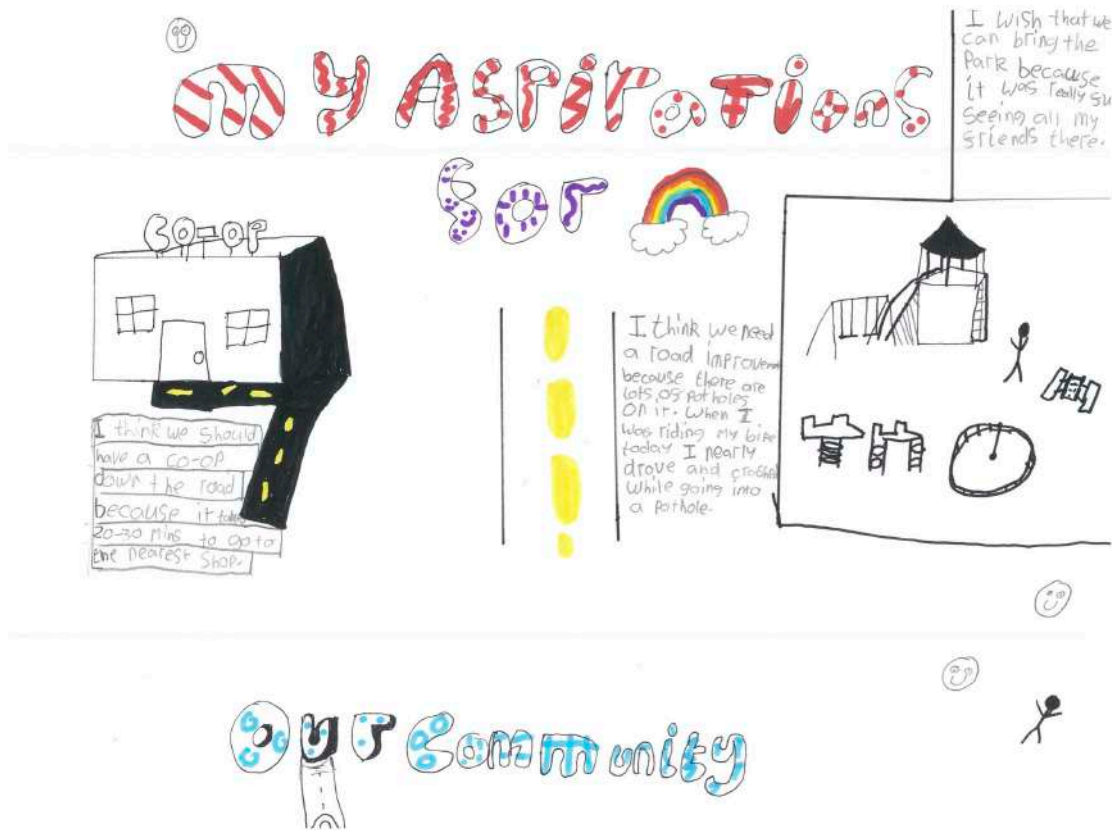 My Aspirations
for
I wish that we
can bring the
Park because
it was really
seeing all my
friends there.
CO-OP
I think we should
have a CO-OP
down the road
because it takes
20-30 mins to go to
the nearest shop.
I think we need
a road
because there are
lots of potholes
on it. When I
was riding my bike
today I nearly
drove and crashed
while going into
a pothole.
Our Community